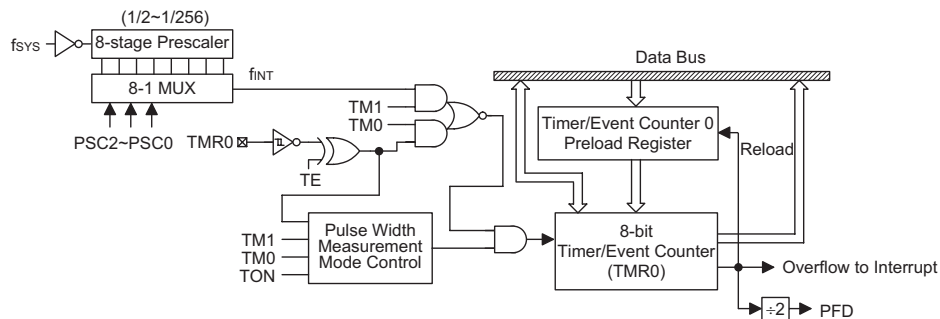 (1/2~1/256)
fSYS
8-stage Prescaler
8-1 MUX
fINT
PSC2~PSC0
TMR0
TE
TM1
TM0
TM1
TM0
TON
Pulse Width
Measurement
Mode Control
Data Bus
Timer/Event Counter 0
Preload Register
Reload
8-bit
Timer/Event Counter
(TMR0)
Overflow to Interrupt
÷2
PFD